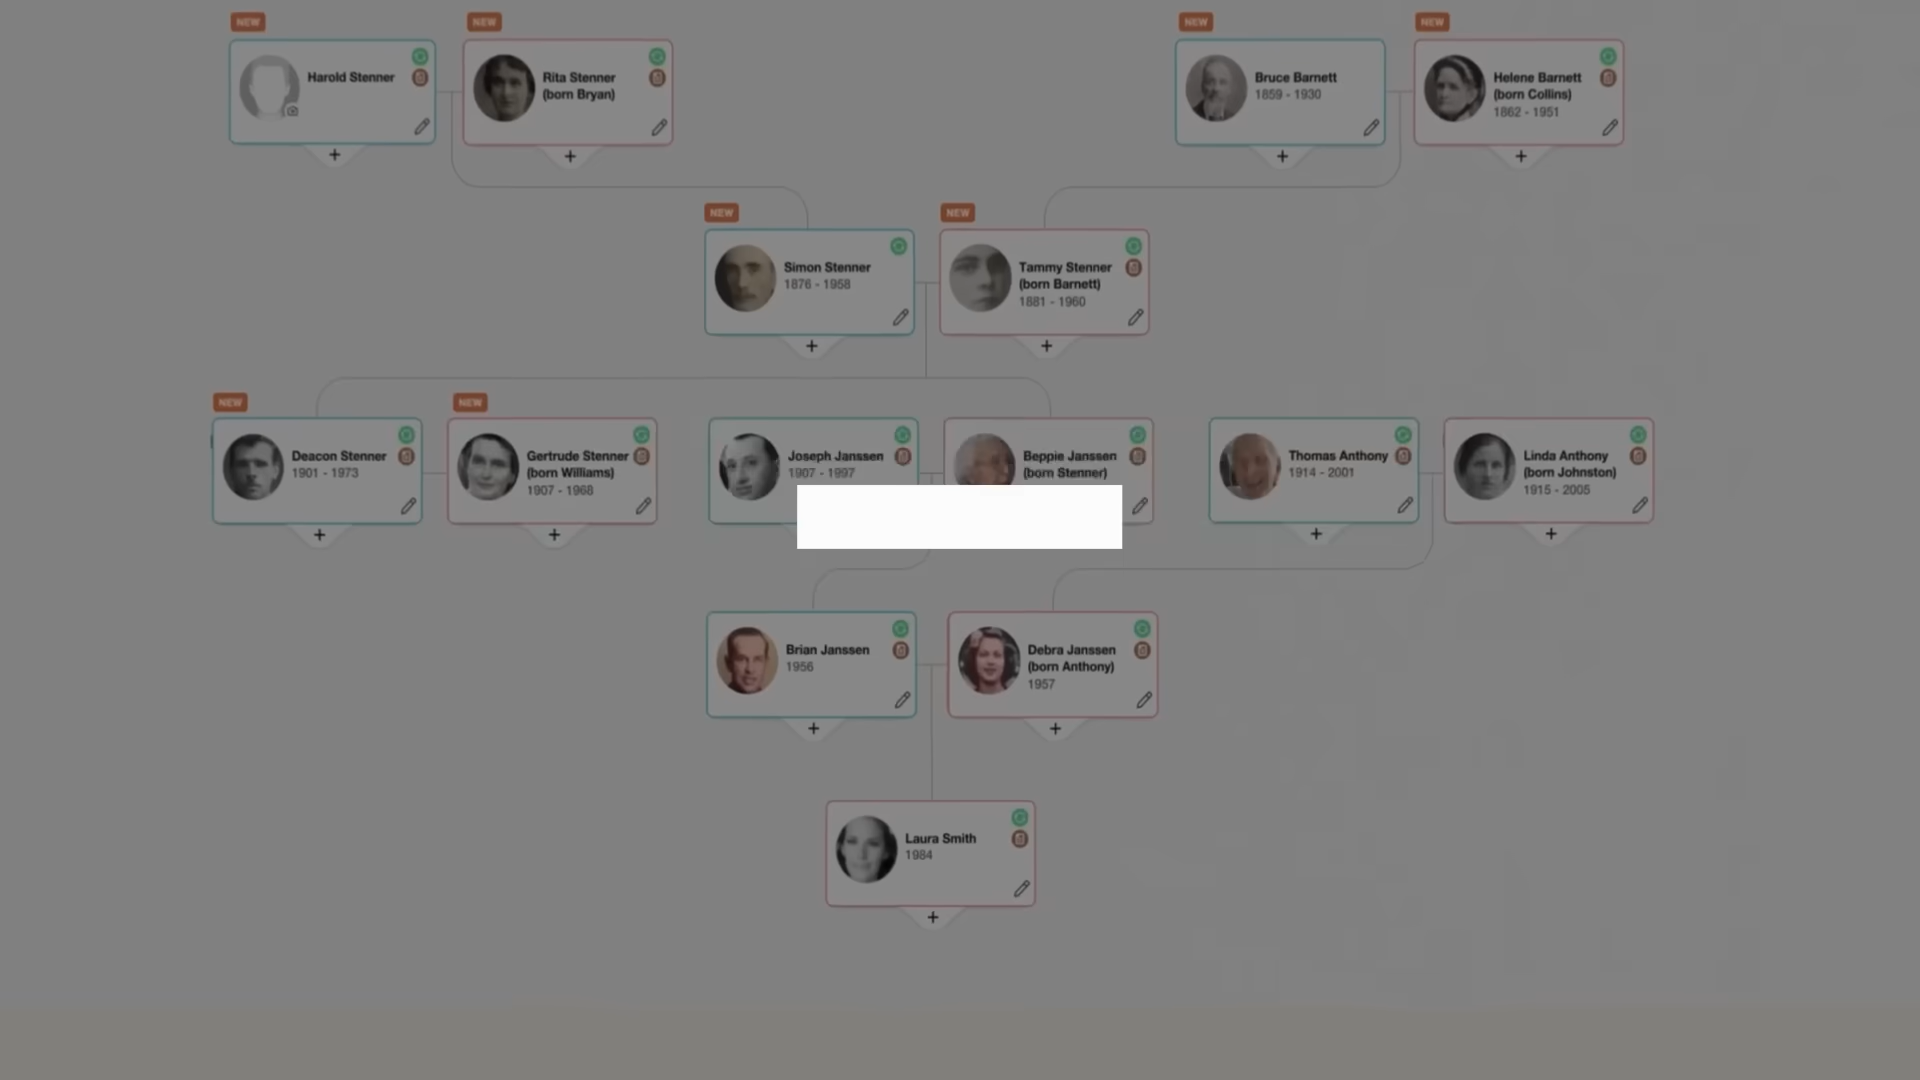 NEW
NEW
NEW
NEW
Harold Stenner
Rita Stenner
(born Bryan)
Bruce Barnett
1859 - 1930
Helene Barnett
(born Collins)
1862 - 1951
NEW
NEW
Simon Stenner
1876 - 1958
Tammy Stenner
(born Barnett)
1881 - 1960
NEW
NEW
Deacon Stenner
1901 - 1973
Gertrude Stenner
(born Williams)
1907 - 1968
Joseph Janssen
1907 - 1997
Beppie Janssen
(born Stenner)
Thomas Anthony
1914 - 2001
Linda Anthony
(born Johnston)
1915 - 2005
Brian Janssen
1956
Debra Janssen
(born Anthony)
1957
Laura Smith
1984